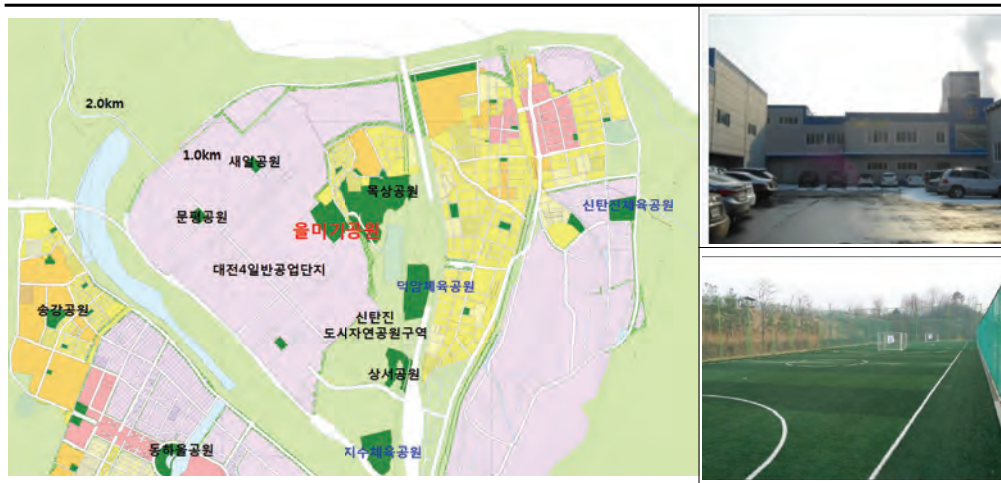 2.0km
1.0km
새일공원
목상공원
문평공원
신탄진체육공원
을미기공원
대전4일반공업단지
덕암체육공원
송강공원
신탄진
도시자연공원구역
상서공원
동하울공원
지수체육공원